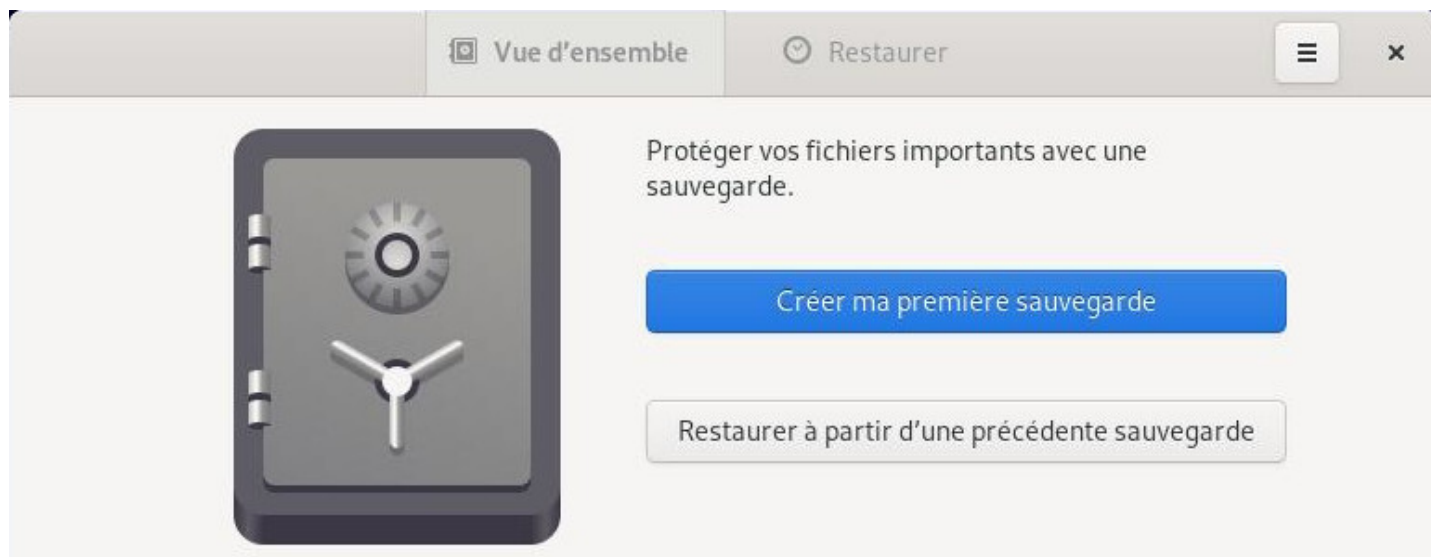 Vue d’ensemble
Restaurer
Protéger vos fichiers importants avec une
sauvegarde.
Créer ma première sauvegarde
Restaurer à partir d’une précédente sauvegarde